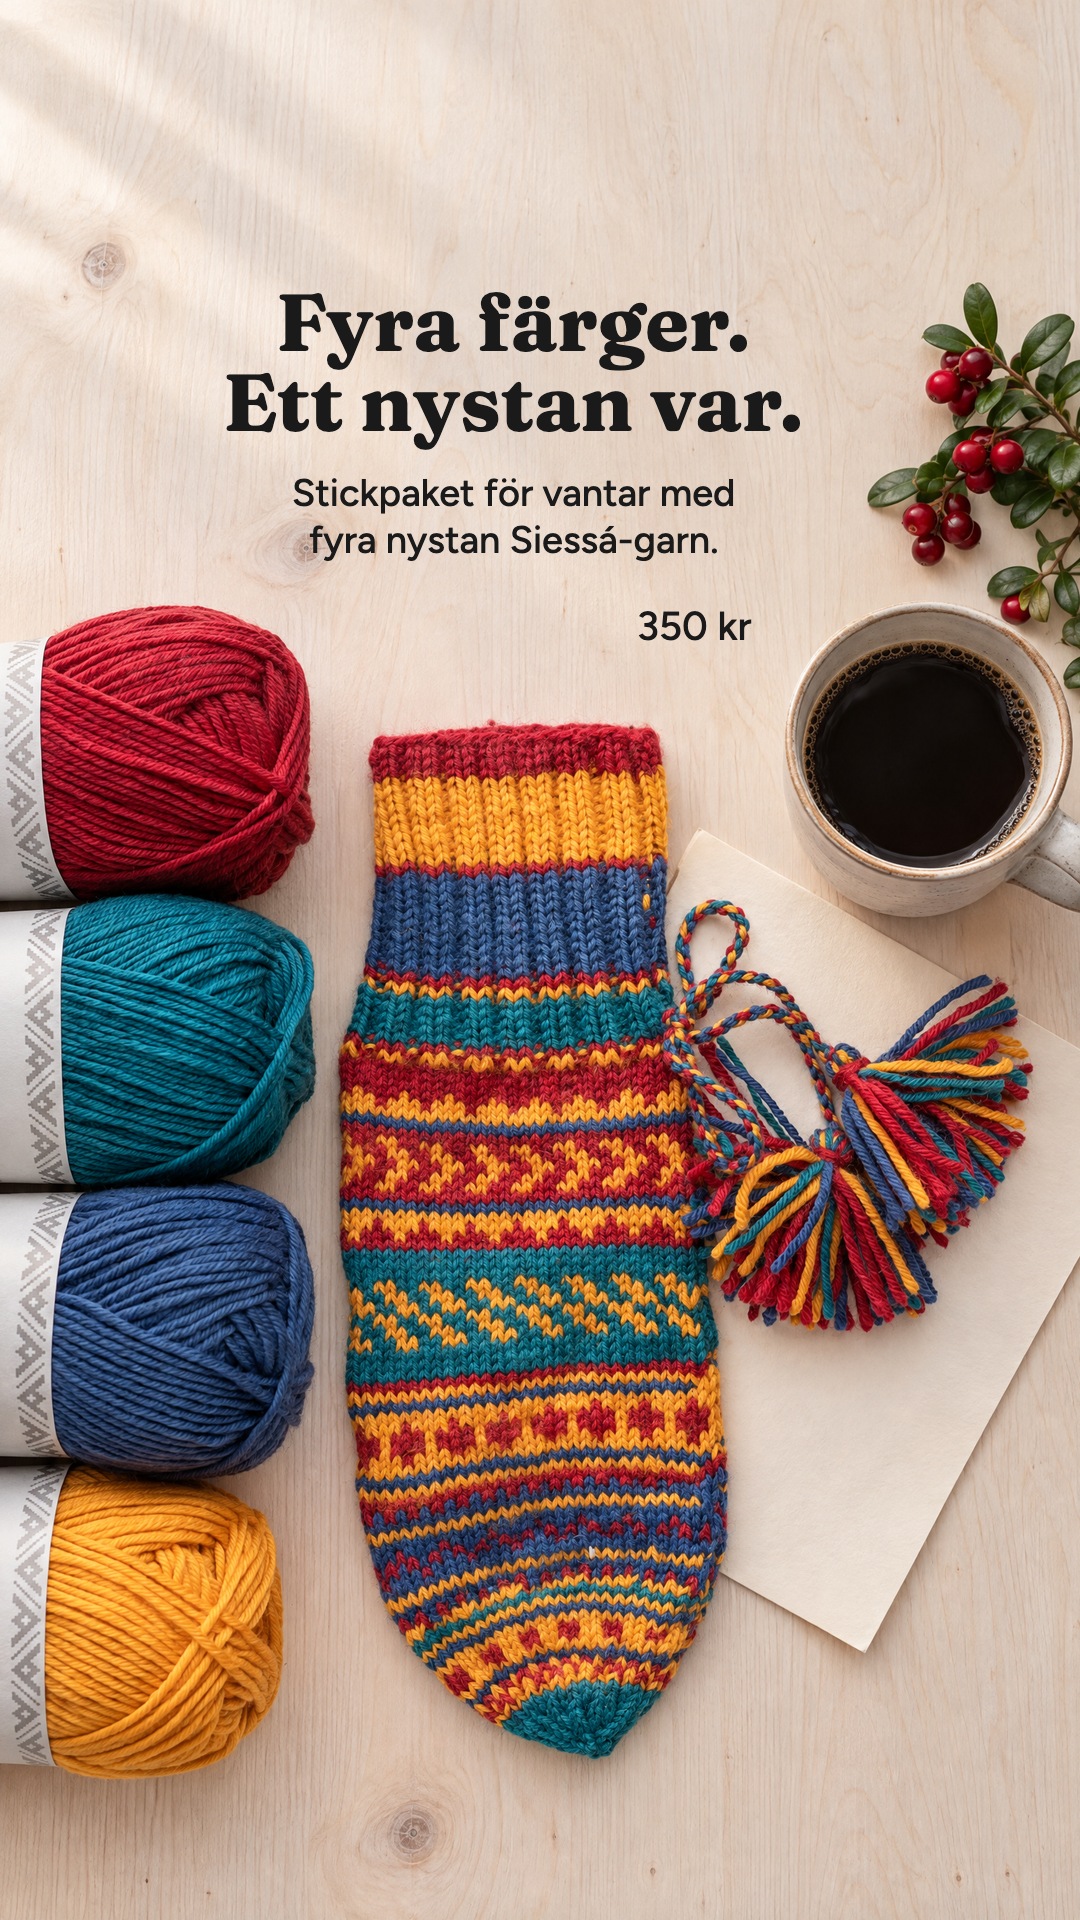 Fyra färger.
Ett nystan var.
Stickpaket för vantar med
fyra nystan Siessá-garn.
350 kr